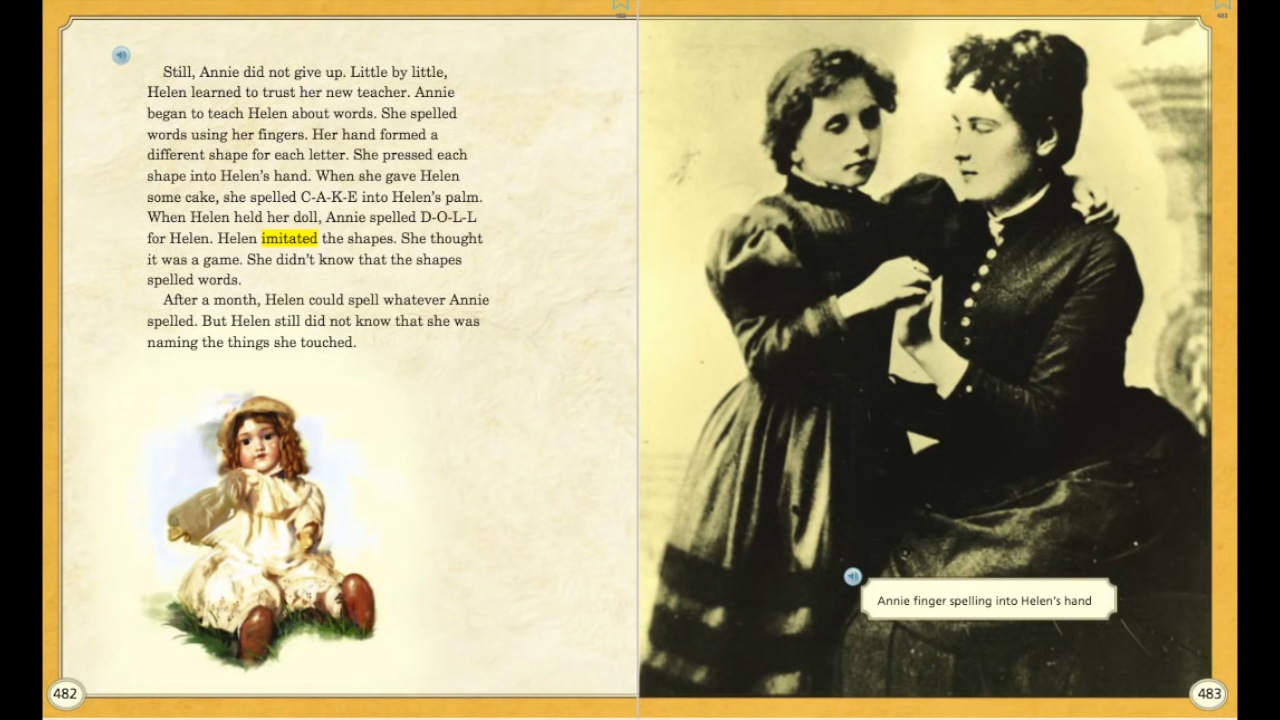 Still, Annie did not give up. Little by little,
Helen learned to trust her new teacher. Annie
began to teach Helen about words. She spelled
words using her fingers. Her hand formed a
different shape for each letter. She pressed each
shape into Helen's hand. When she gave Helen
some cake, she spelled C-A-K-E into Helen's palm.
When Helen held her doll, Annie spelled D-O-L-L
for Helen. Helen imitated the shapes. She thought
it was a game. She didn't know that the shapes
spelled words.
After a month, Helen could spell whatever Annie
spelled. But Helen still did not know that she was
naming the things she touched.
482
Annie finger spelling into Helen's hand
483